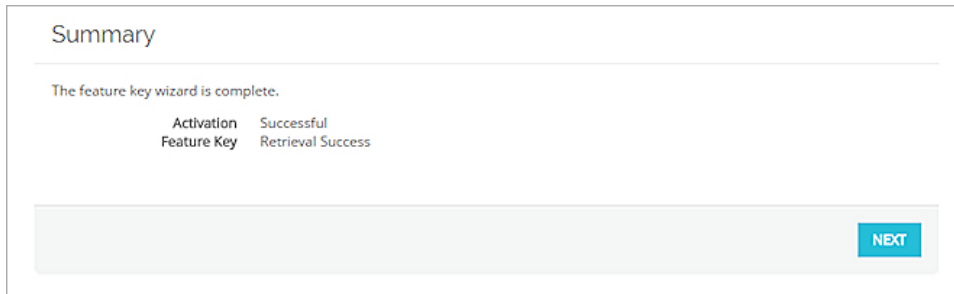 Summary
The feature key wizard is complete.
Activation Successful
Feature Key Retrieval Success
NEXT